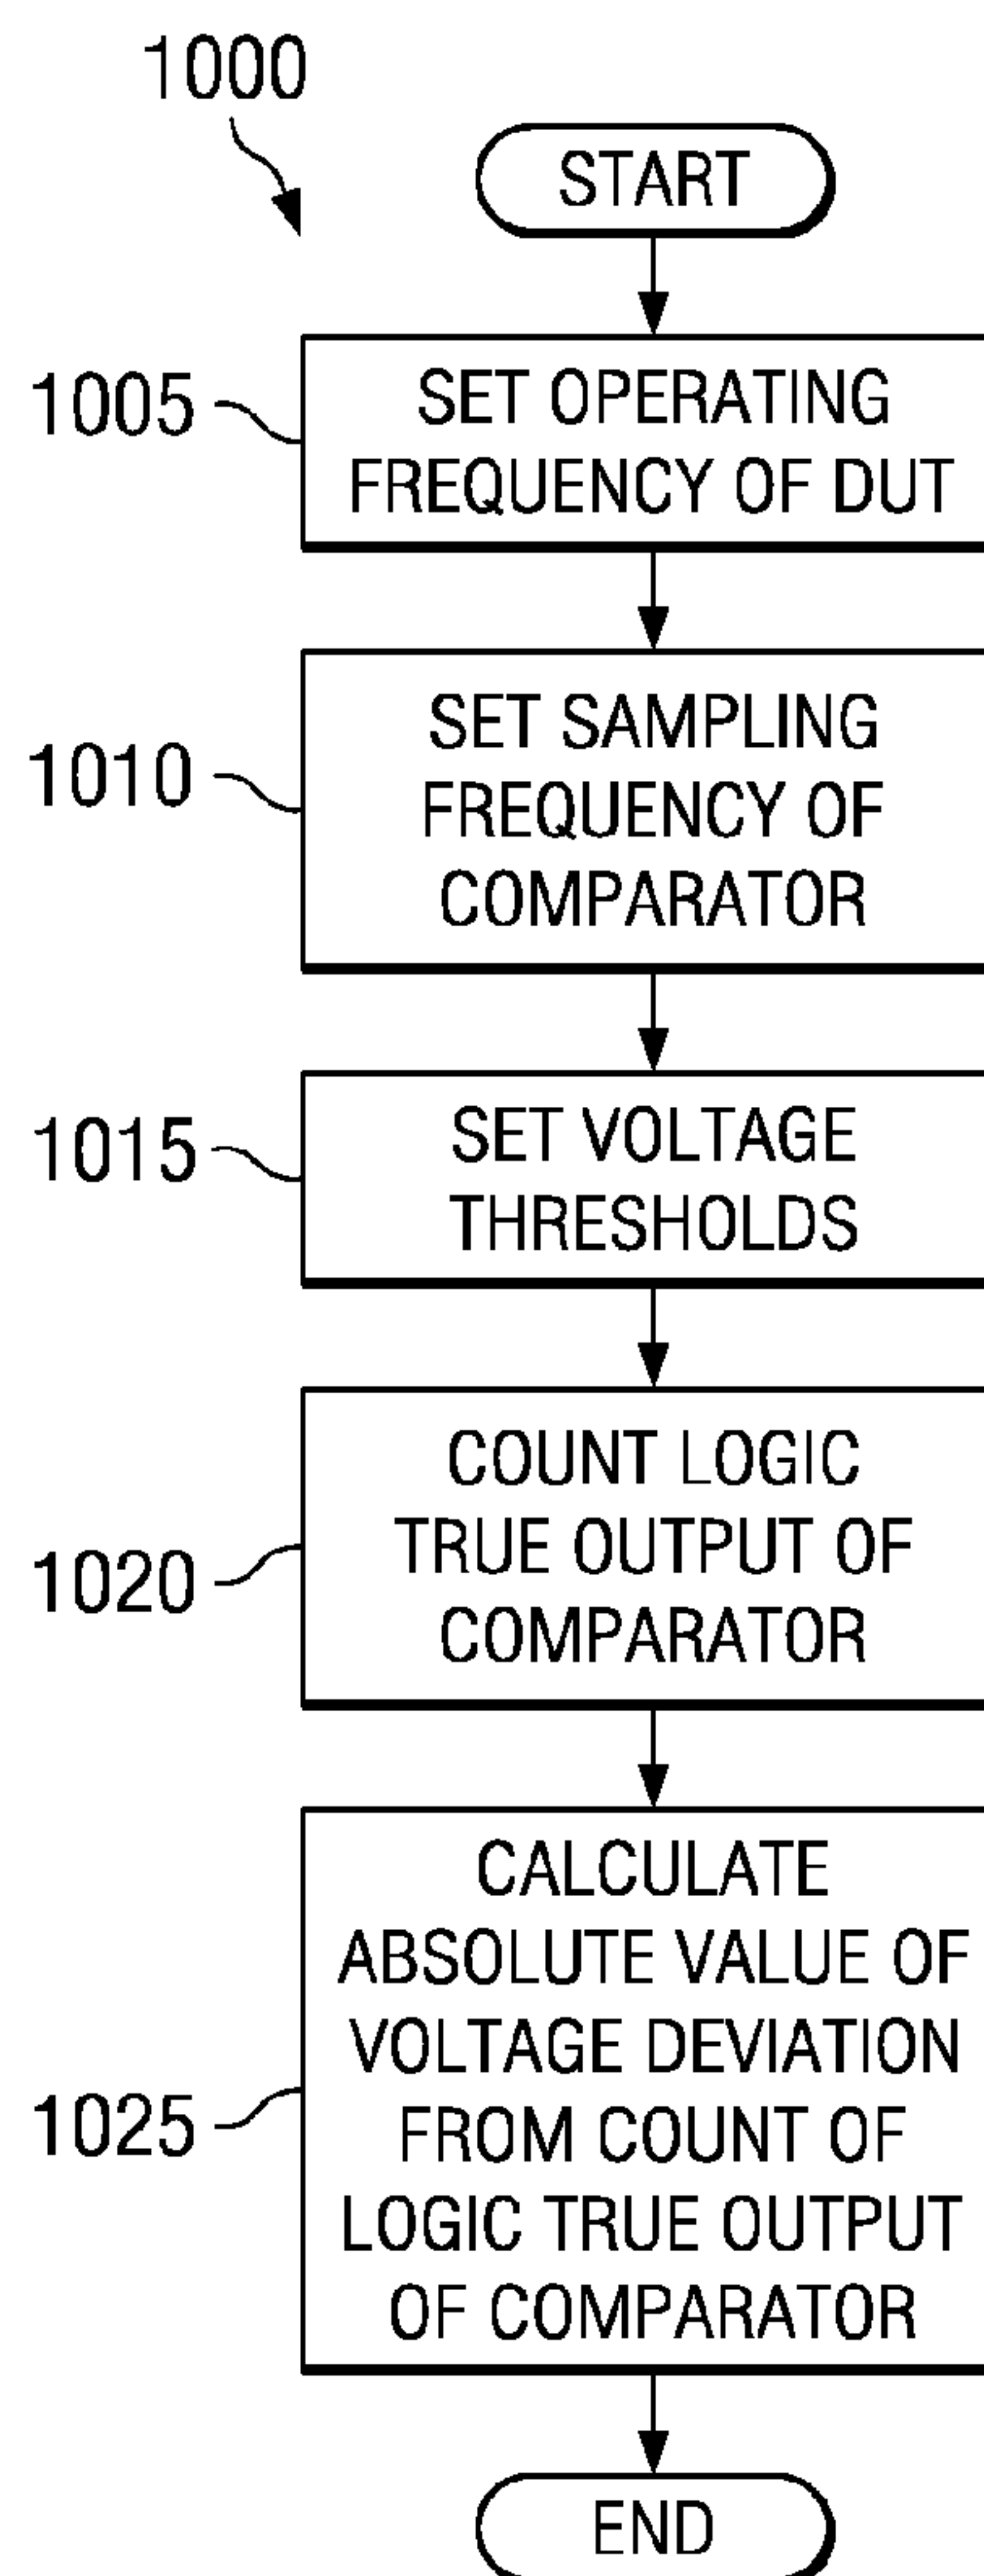 1000
START
1005
SET OPERATING
FREQUENCY OF DUT
1010
SET SAMPLING
FREQUENCY OF
COMPARATOR
1015
SET VOLTAGE
THRESHOLDS
1020
COUNT LOGIC
TRUE OUTPUT OF
COMPARATOR
1025
CALCULATE
ABSOLUTE VALUE OF
VOLTAGE DEVIATION
FROM COUNT OF
LOGIC TRUE OUTPUT
OF COMPARATOR
END